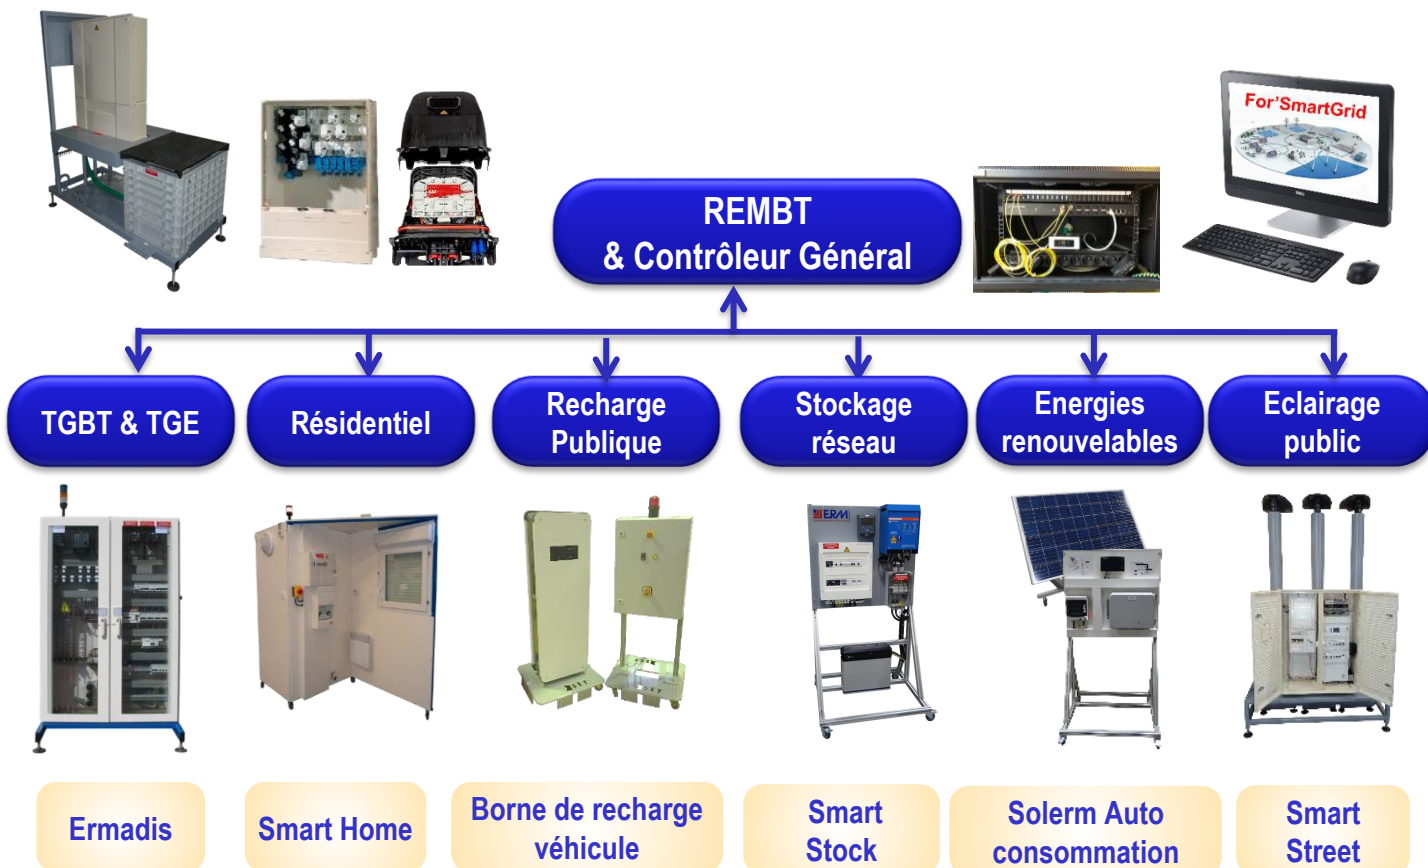 For'SmartGrid
REMBT
& Contrôleur Général
TGBT & TGE
Résidentiel
Recharge
Publique
Stockage
réseau
Energies
renouvelables
Eclairage
public
ERM
Ermadis
Smart Home
Borne de recharge
véhicule
Smart
Stock
Solerm Auto
consommation
Smart
Street